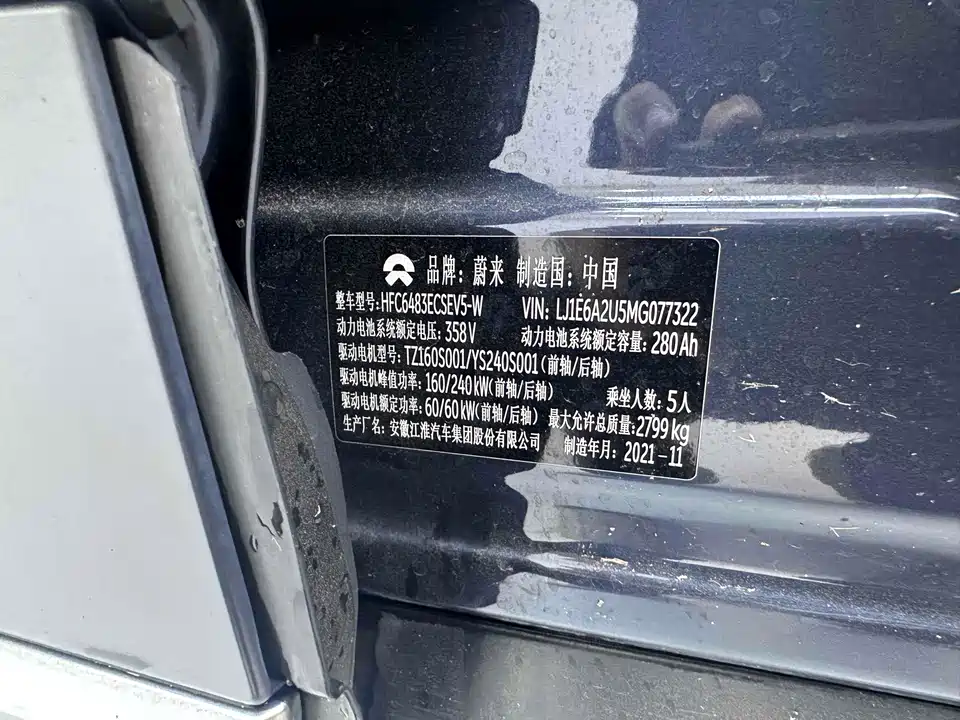 品牌：蔚来 制造国：中国
整车型号：HFC6483ECSEV5-W VIN：LJ1E6A2U5MG077322
动力电池系统额定电压：358V 动力电池系统额定容量：280Ah
驱动电机型号：TZ160S001/YS240S001（前轴/后轴）
驱动电机峰值功率：160/240kW（前轴/后轴） 乘坐人数：5人
驱动电机额定功率：60/60kW（前轴/后轴） 最大允许总质量：2799kg
生产厂名：安徽江淮汽车集团股份有限公司 制造年月：2021-11